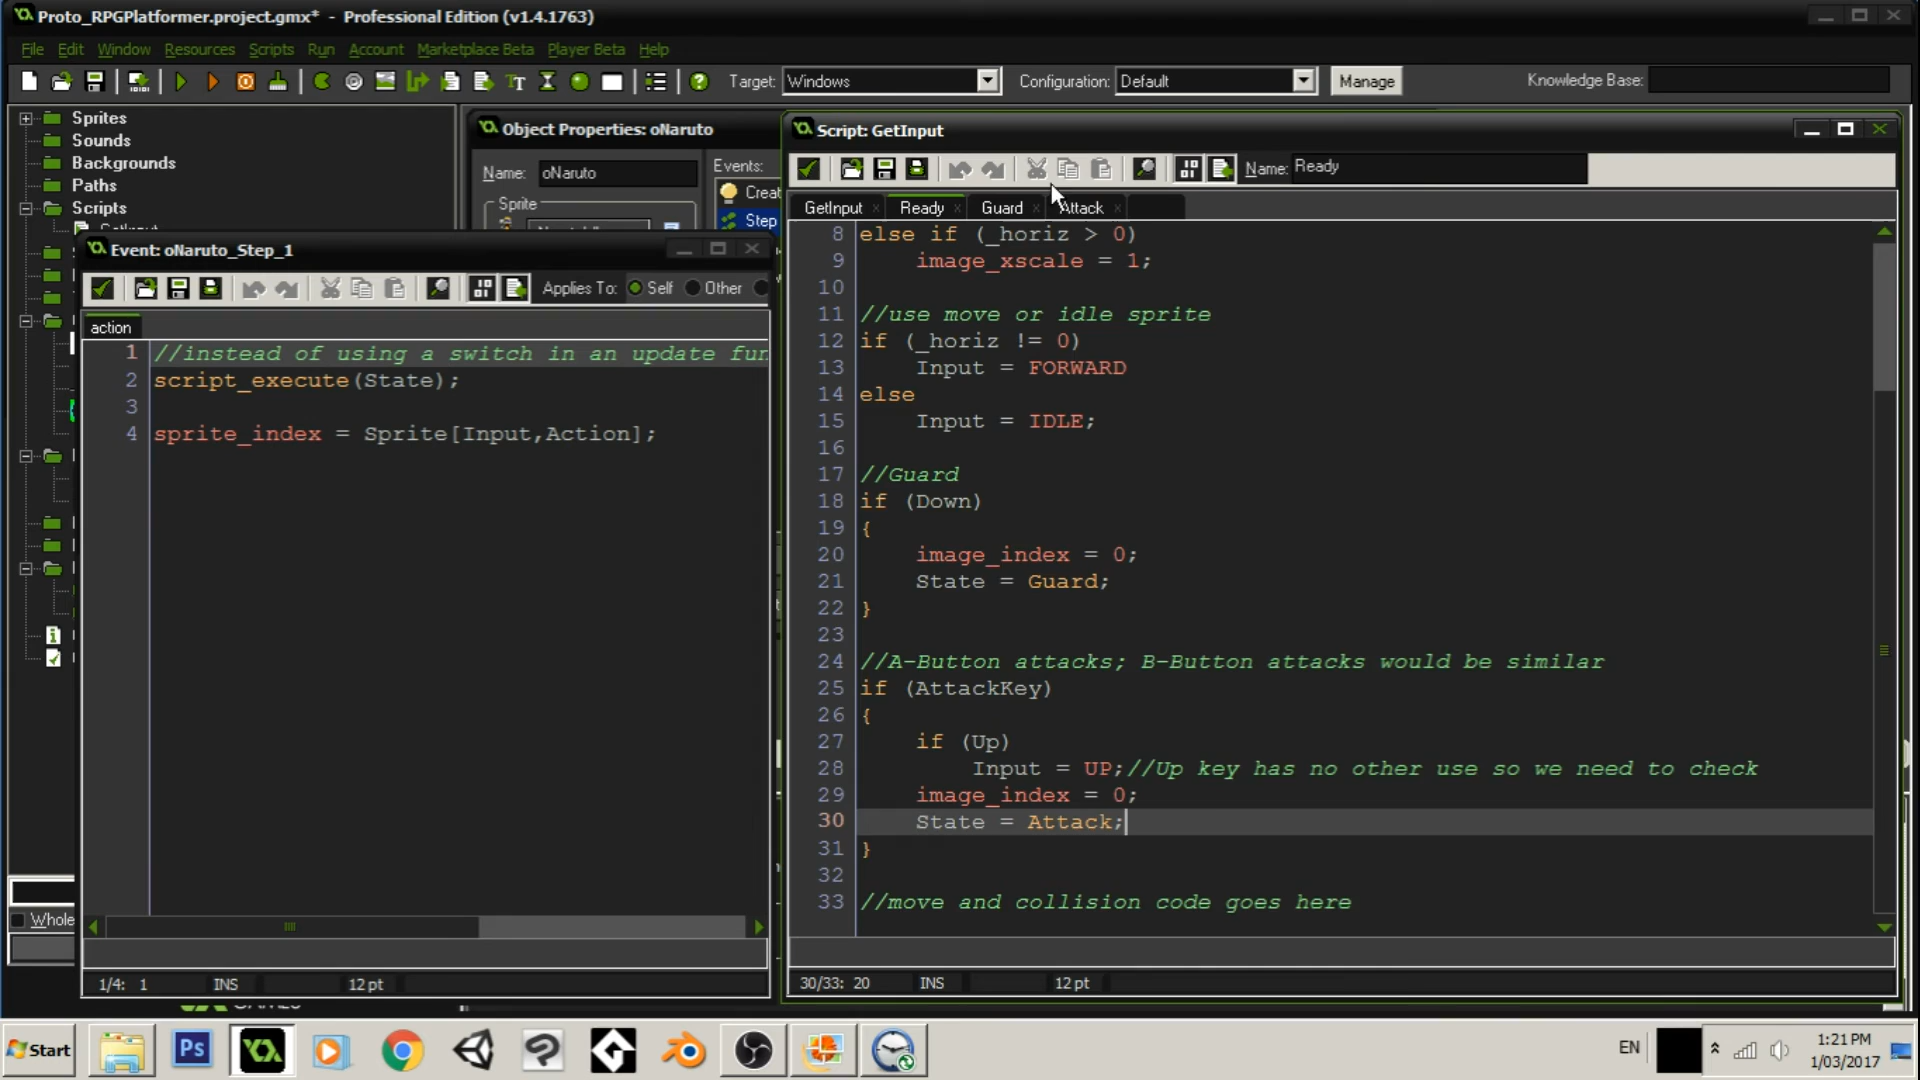 Proto_RPGPlatformer.project.gmx* - Professional Edition (v1.4.1763)
File Edit Window Resources Scripts Run Account Marketplace Beta Player Beta Help
Target: Windows Configuration: Default Manage Knowledge Base:
Sprites
Sounds
Backgrounds
Paths
Scripts
Object Properties: oNaruto
Name: oNaruto
Sprite
Events:
Creat
Step
Event: oNaruto_Step_1
Applies To: Self Other
action
1 //instead of using a switch in an update fun
2 script_execute(State);
3
4 sprite_index = Sprite[Input,Action];
1/4: 1 INS 12 pt
Whole
Script: GetInput
Name: Ready
GetInput Ready Guard Attack
8 else if (_horiz > 0)
9 image_xscale = 1;
10
11 //use move or idle sprite
12 if (_horiz != 0)
13 Input = FORWARD
14 else
15 Input = IDLE;
16
17 //Guard
18 if (Down)
19 {
20 image_index = 0;
21 State = Guard;
22 }
23
24 //A-Button attacks; B-Button attacks would be similar
25 if (AttackKey)
26 {
27 if (Up)
28 Input = UP;//Up key has no other use so we need to check
29 image_index = 0;
30 State = Attack;
31 }
32
33 //move and collision code goes here
30/33: 20 INS 12 pt
Start
Ps
EN
1:21 PM
1/03/2017